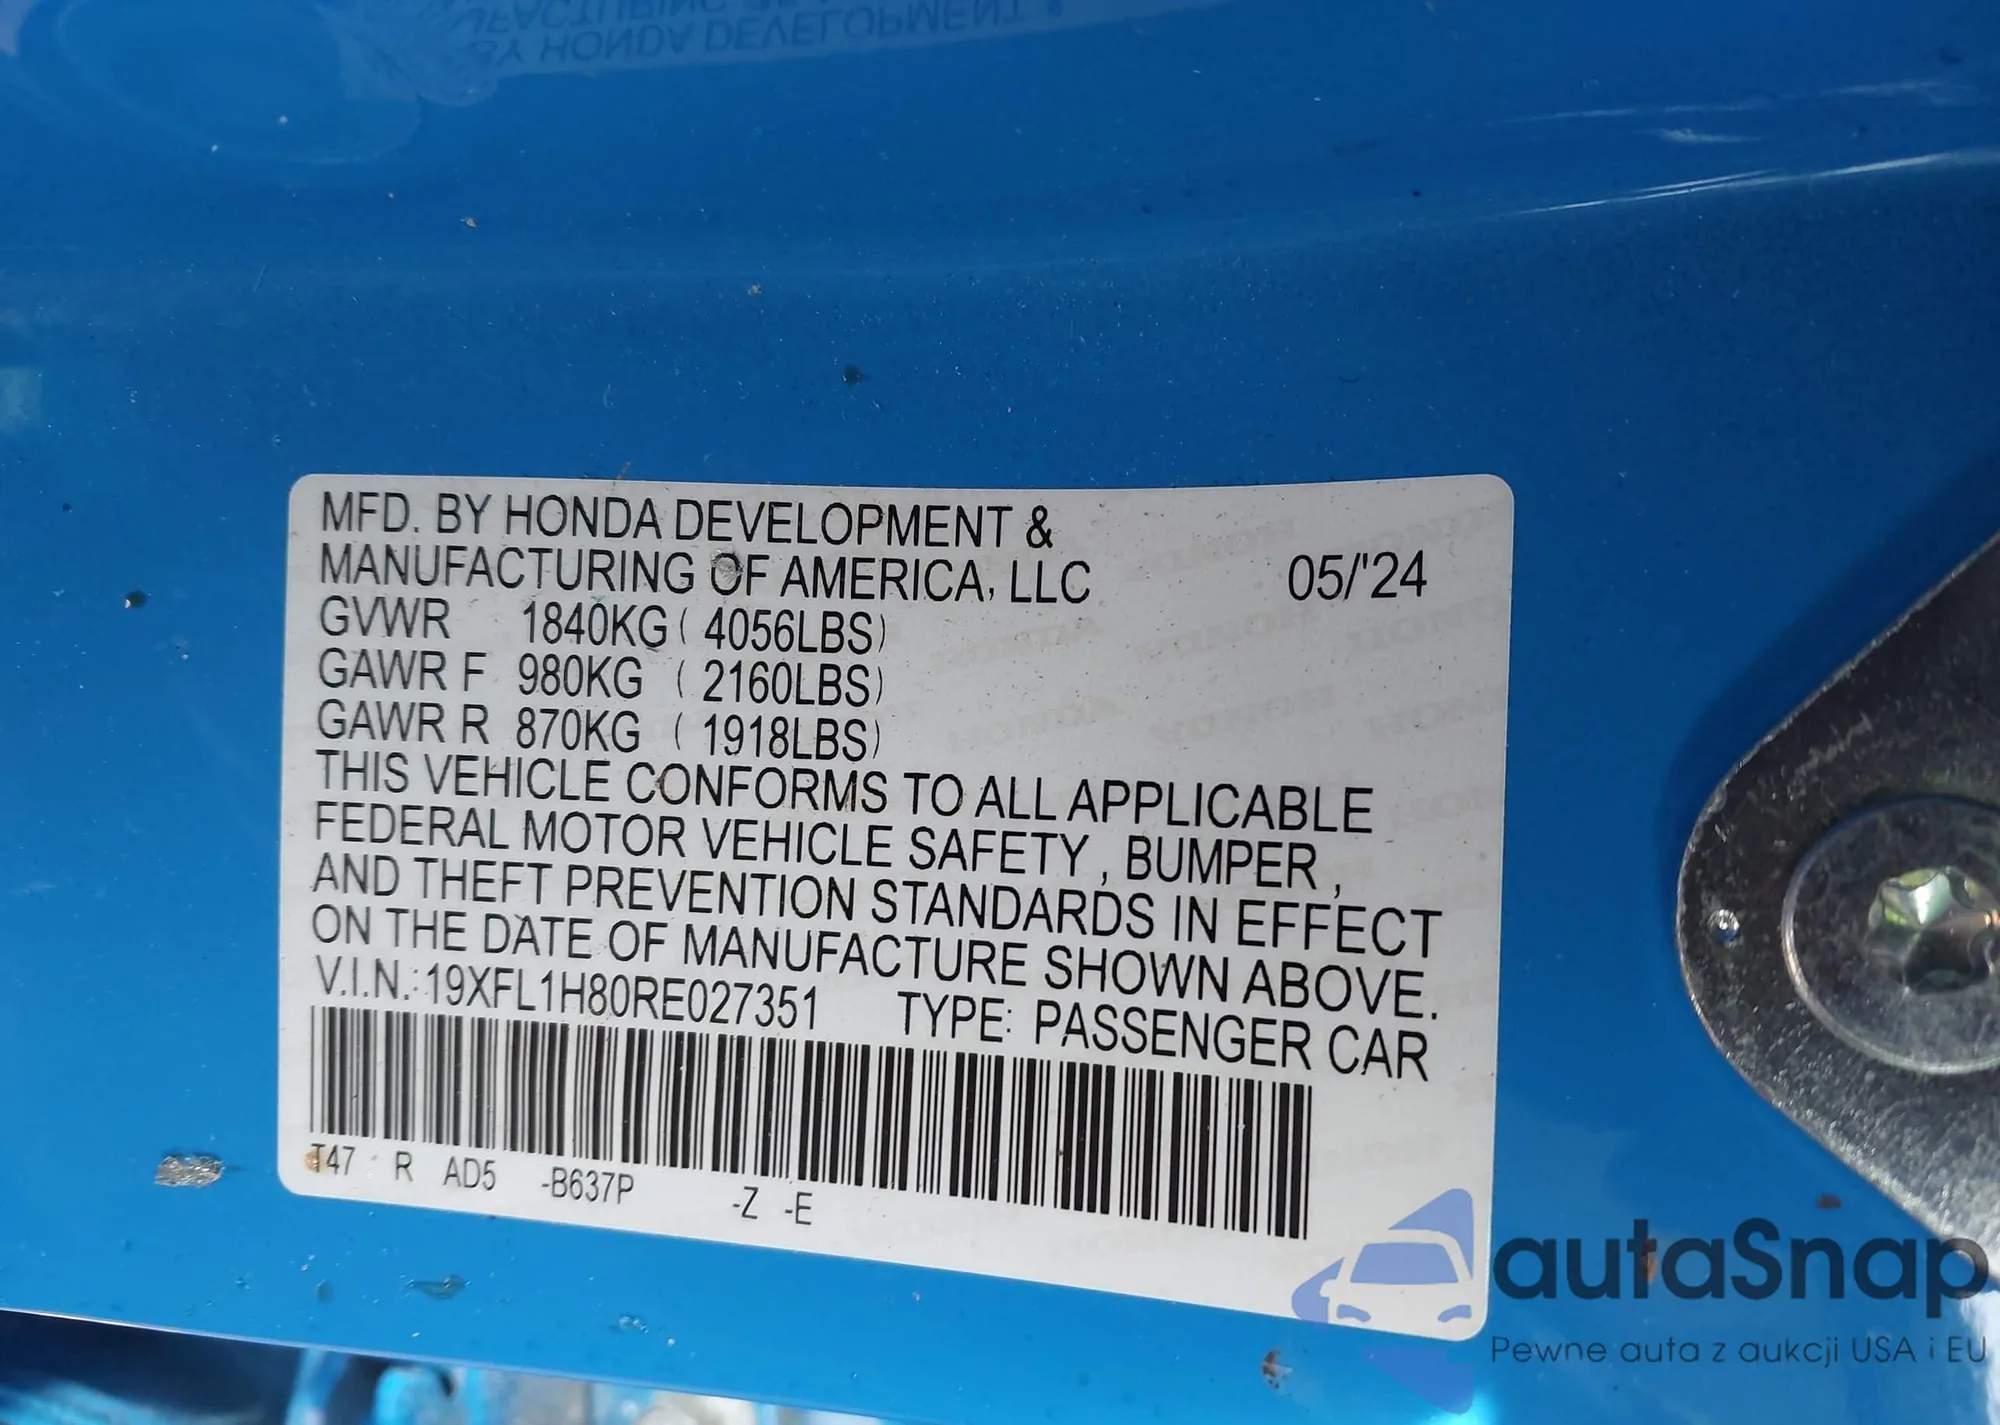 MFD. BY HONDA DEVELOPMENT &
MANUFACTURING OF AMERICA, LLC 05/'24
GVWR 1840KG ( 4056LBS)
GAWR F 980KG ( 2160LBS)
GAWR R 870KG ( 1918LBS)
THIS VEHICLE CONFORMS TO ALL APPLICABLE
FEDERAL MOTOR VEHICLE SAFETY , BUMPER ,
AND THEFT PREVENTION STANDARDS IN EFFECT
ON THE DATE OF MANUFACTURE SHOWN ABOVE.
V.I.N.: 19XFL1H80RE027351 TYPE: PASSENGER CAR
T47 R AD5 -B637P -Z -E
autaSnap
Pewne auta z aukcji USA i EU